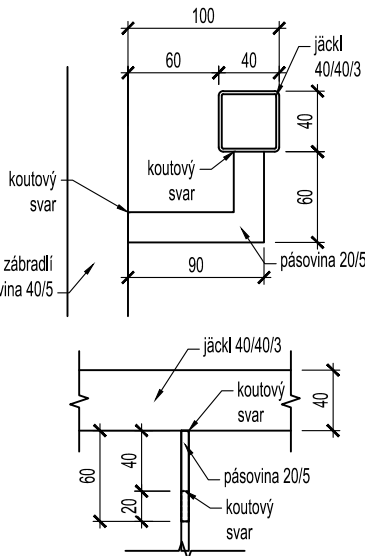 100
60 40
jäckl
40/40/3
40
koutový
svar
koutový
svar
60
zábradlí
vina 40/5
pásovina 20/5
90
jäckl 40/40/3
koutový
svar
40
60
40
pásovina 20/5
20
koutový
svar